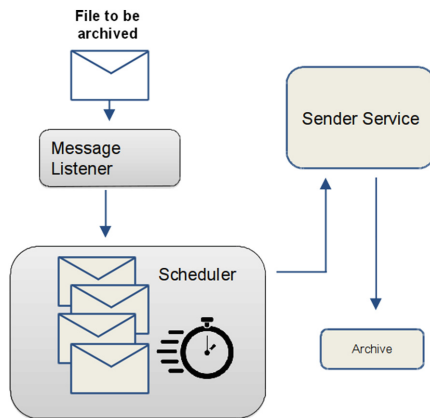 File to be
archived
Message
Listener
Scheduler
Sender Service
Archive